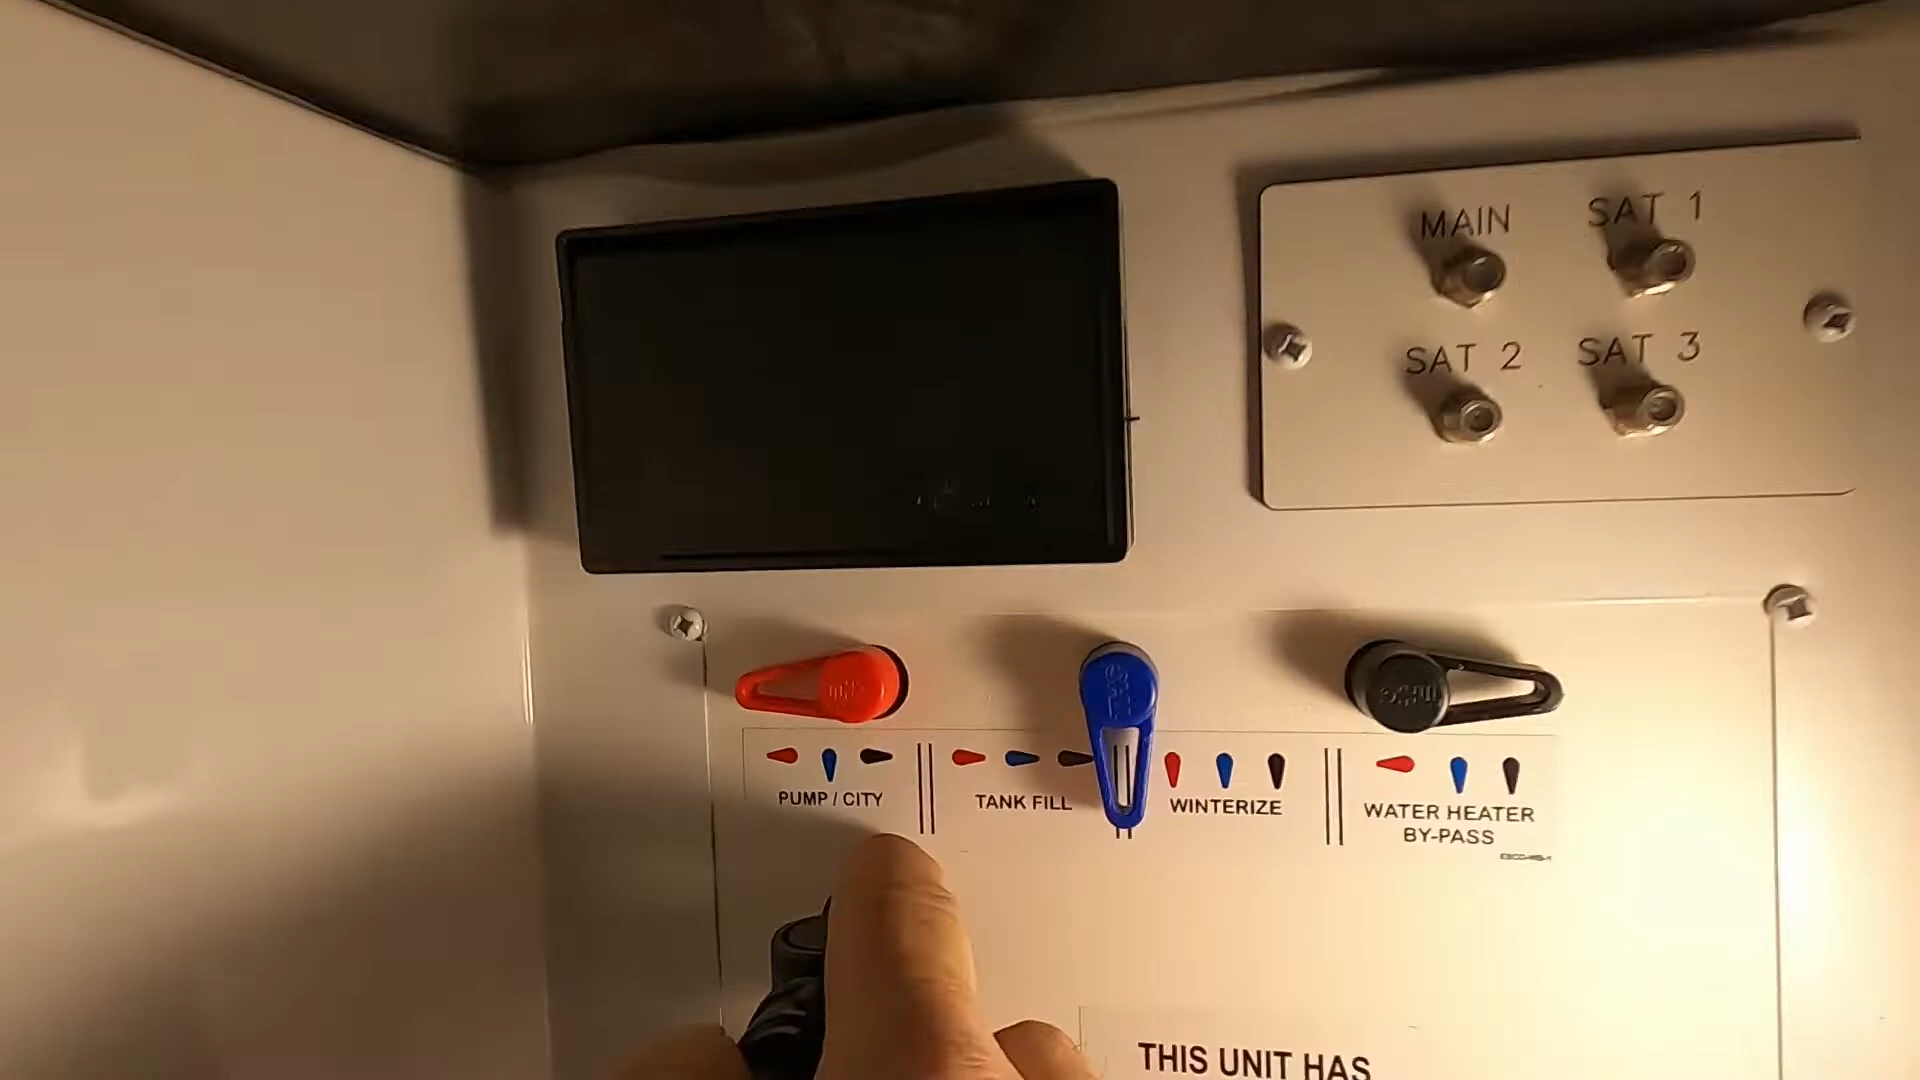 MAIN
SAT 1
SAT 2
SAT 3
PUMP / CITY
TANK FILL
WINTERIZE
WATER HEATER
BY-PASS
THIS UNIT HAS